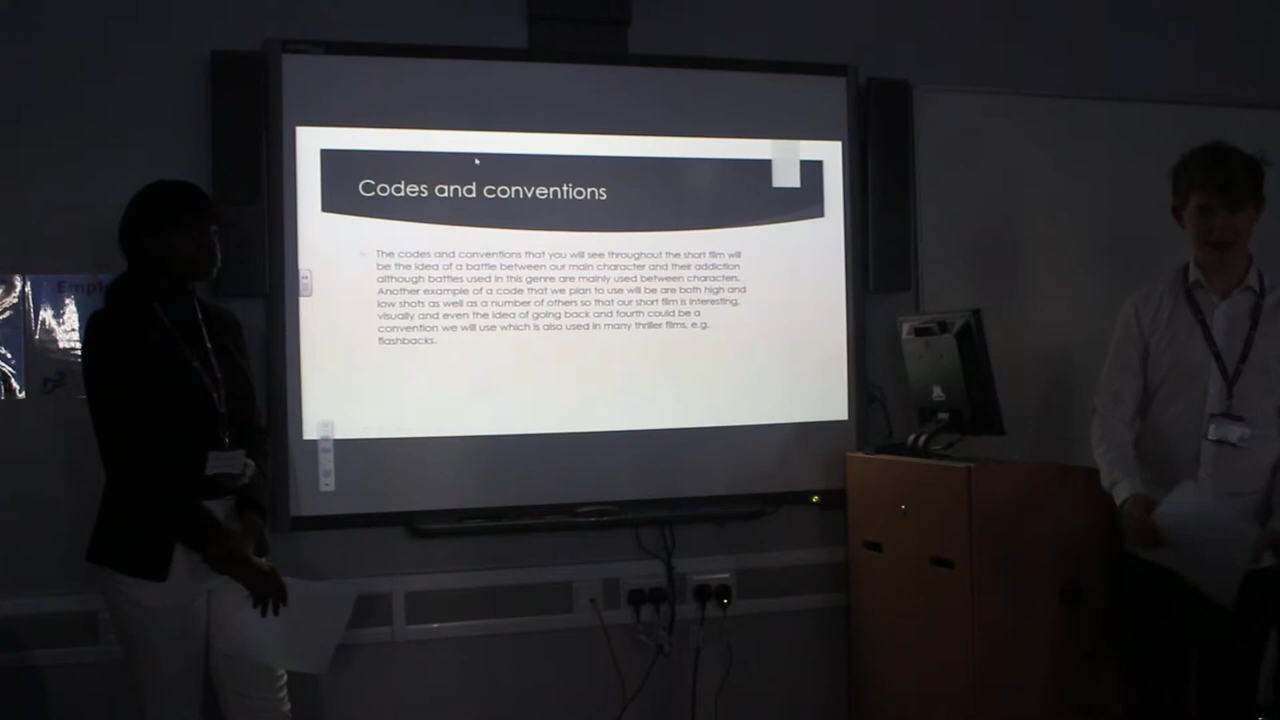 Codes and conventions
The codes and conventions that you will see throughout the short film will
be the idea of a battle between our main character and their addiction
although battles used in this genre are mainly used between characters.
Another example of a code that we plan to use will be are both high and
low shots as well as a number of others so that our short film is interesting,
visually and even the idea of going back and fourth could be a
convention we will use which is also used in many thriller films, e.g.
flashbacks.